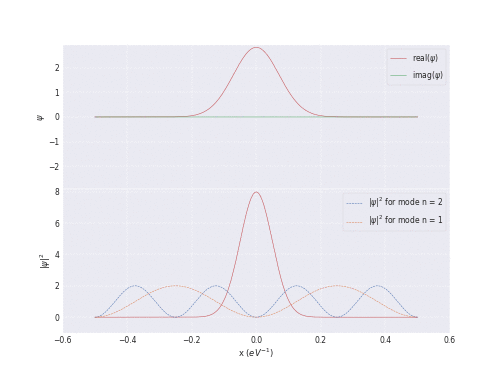 ψ
2
1
0
−1
−2
real(ψ)
imag(ψ)
|ψ|²
8
6
4
2
0
|ψ|² for mode n = 2
|ψ|² for mode n = 1
−0.6 −0.4 −0.2 0.0 0.2 0.4 0.6
x (eV⁻¹)